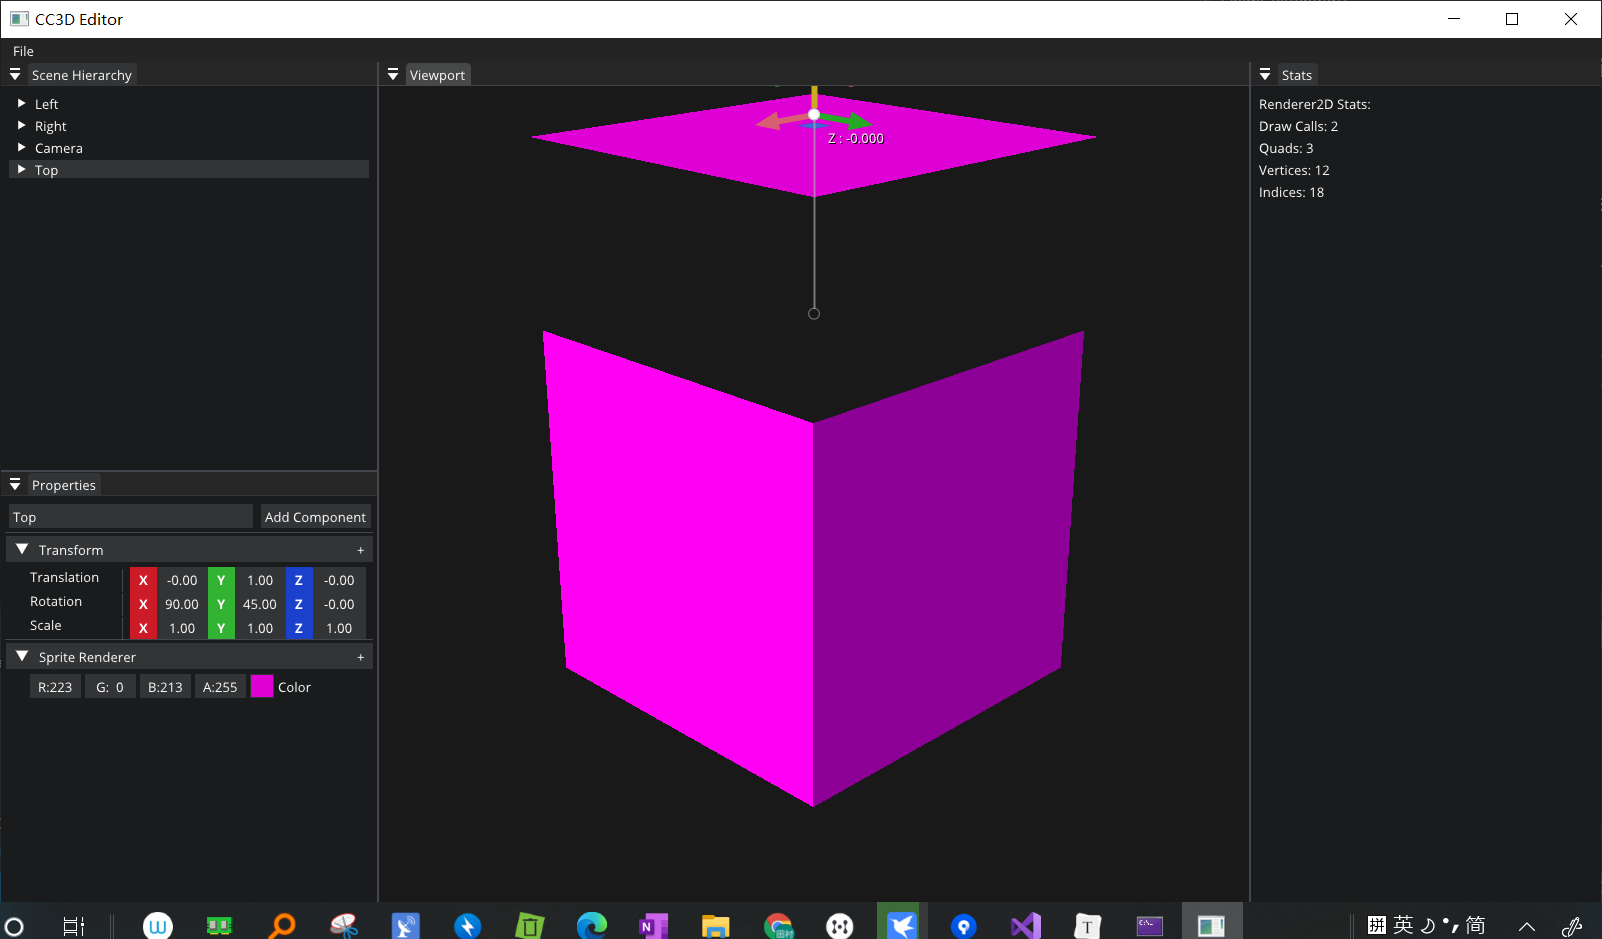 CC3D Editor
File
Scene Hierarchy
Left
Right
Camera
Top
Viewport
Z : -0.000
Stats
Renderer2D Stats:
Draw Calls: 2
Quads: 3
Vertices: 12
Indices: 18
Properties
Top
Add Component
Transform +
Translation X -0.00 Y 1.00 Z -0.00
Rotation X 90.00 Y 45.00 Z -0.00
Scale X 1.00 Y 1.00 Z 1.00
Sprite Renderer +
R:223 G: 0 B:213 A:255 Color
拼 英 简